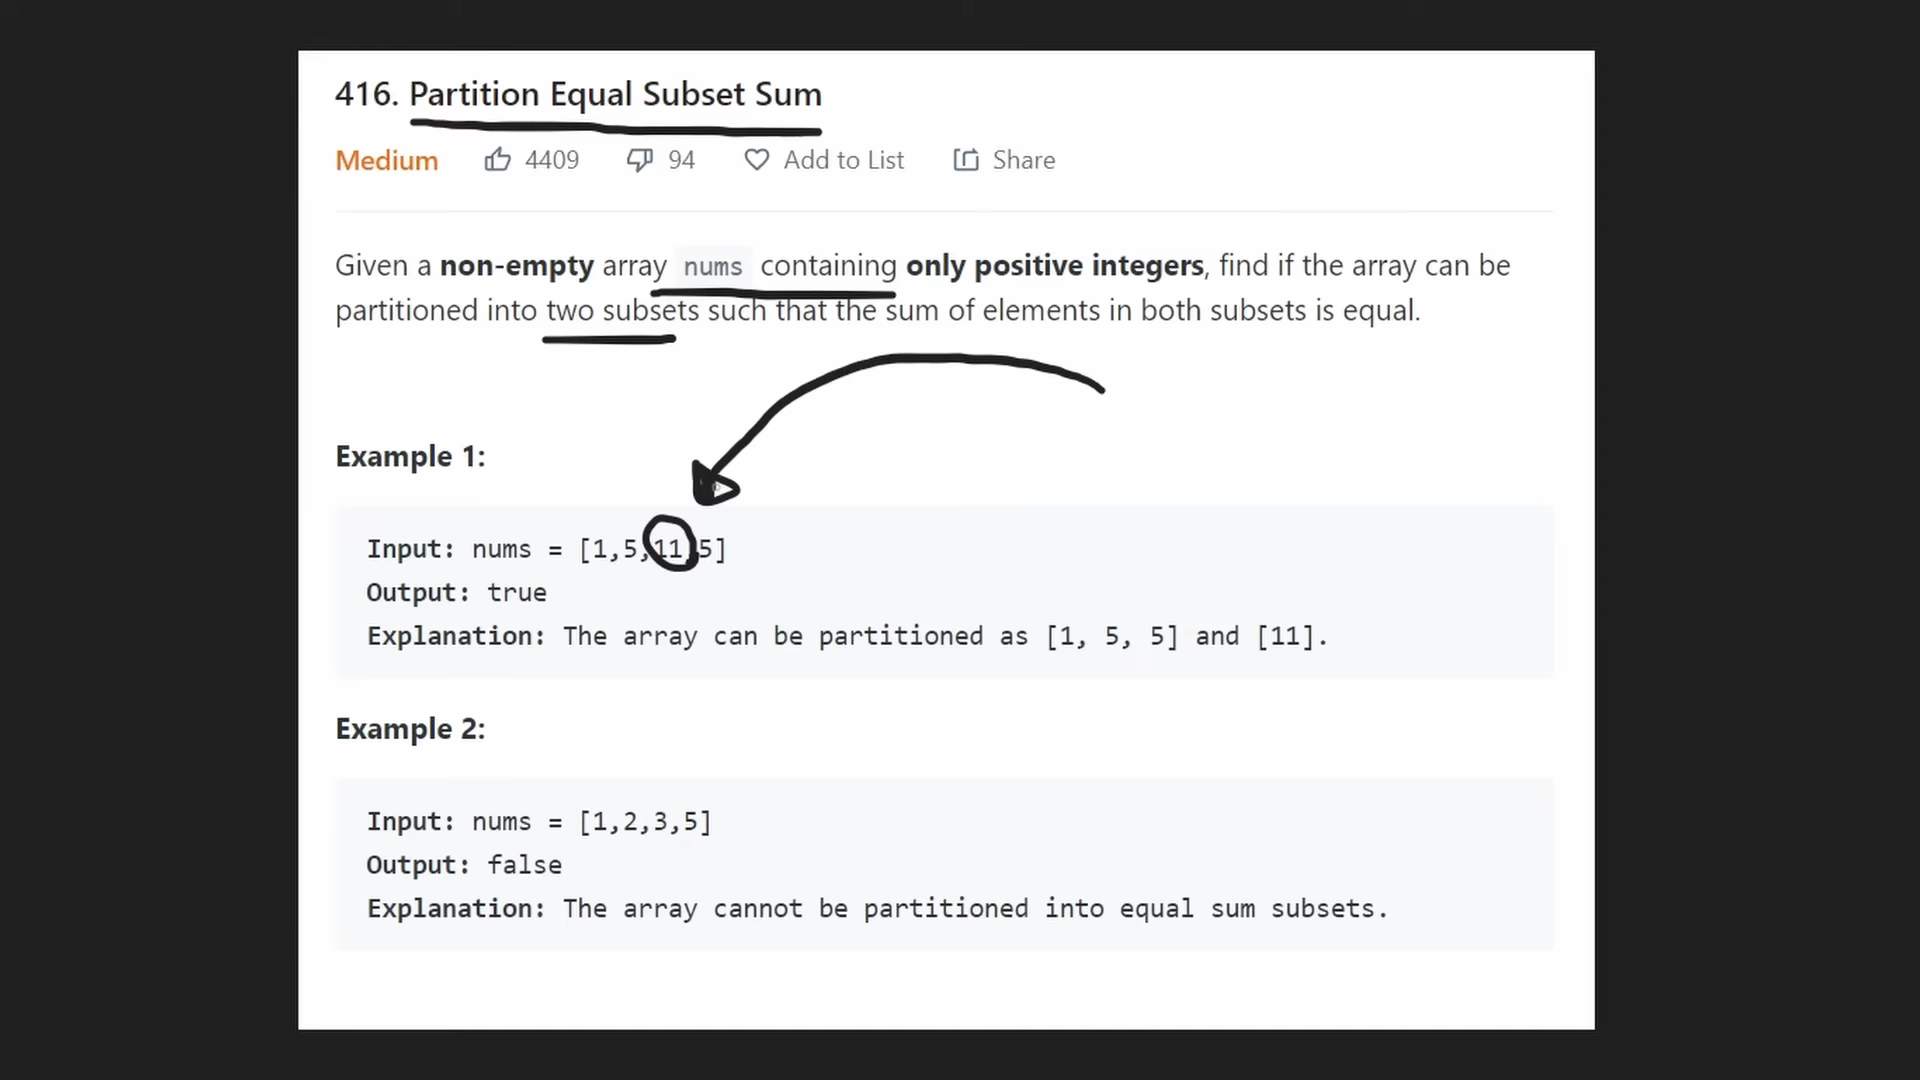 416. Partition Equal Subset Sum
Medium 4409 94 Add to List Share
Given a non-empty array nums containing only positive integers, find if the array can be
partitioned into two subsets such that the sum of elements in both subsets is equal.
Example 1:
Input: nums = [1,5,11,5]
Output: true
Explanation: The array can be partitioned as [1, 5, 5] and [11].
Example 2:
Input: nums = [1,2,3,5]
Output: false
Explanation: The array cannot be partitioned into equal sum subsets.